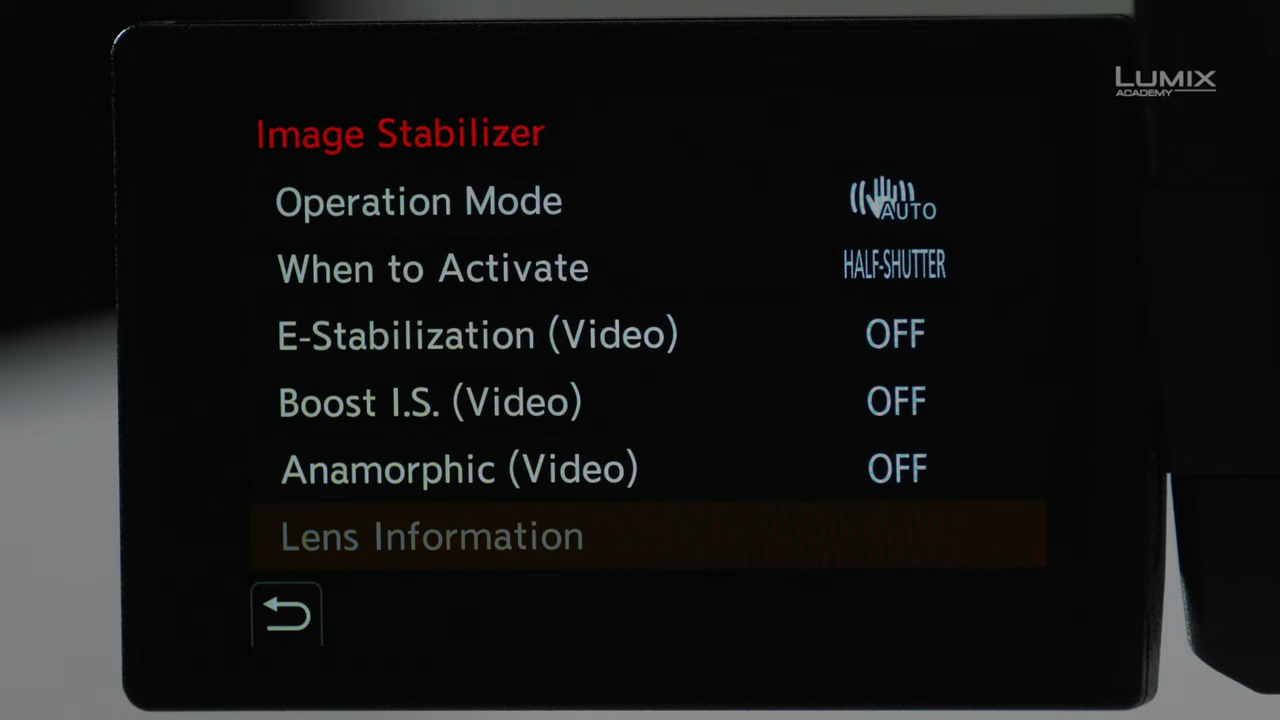 LUMIX
ACADEMY
Image Stabilizer
Operation Mode AUTO
When to Activate HALF-SHUTTER
E-Stabilization (Video) OFF
Boost I.S. (Video) OFF
Anamorphic (Video) OFF
Lens Information